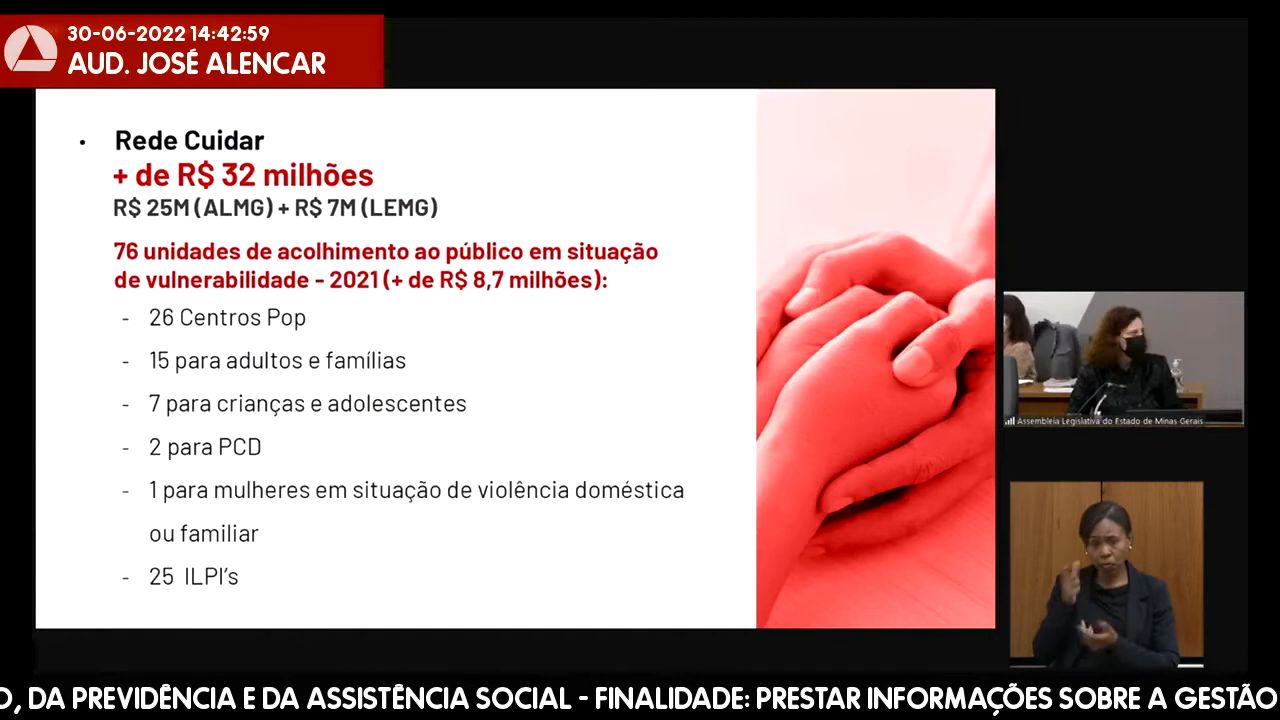 30-06-2022 14:42:59
AUD. JOSÉ ALENCAR
• Rede Cuidar
+ de R$ 32 milhões
R$ 25M (ALMG) + R$ 7M (LEMG)
76 unidades de acolhimento ao público em situação
de vulnerabilidade - 2021 (+ de R$ 8,7 milhões):
- 26 Centros Pop
- 15 para adultos e famílias
- 7 para crianças e adolescentes
- 2 para PCD
- 1 para mulheres em situação de violência doméstica
ou familiar
- 25 ILPI's
Assembleia Legislativa do Estado de Minas Gerais
O, DA PREVIDÊNCIA E DA ASSISTÊNCIA SOCIAL - FINALIDADE: PRESTAR INFORMAÇÕES SOBRE A GESTÃO